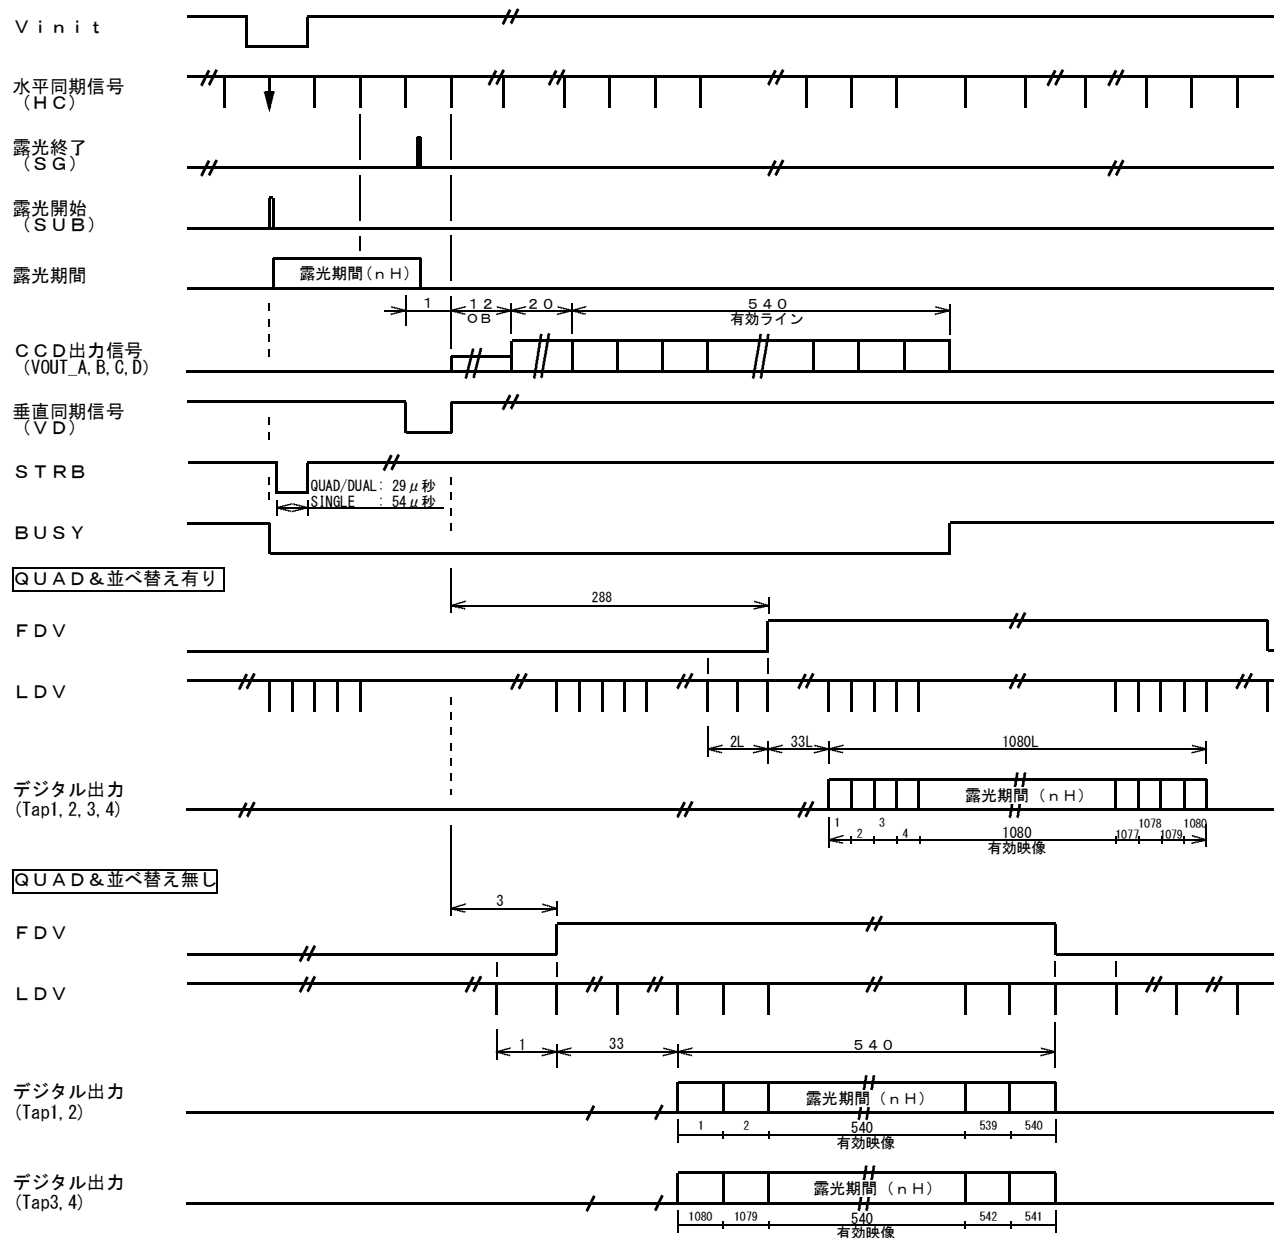 Ｖｉｎｉｔ
水平同期信号
（ＨＣ）
露光終了
（ＳＧ）
露光開始
（ＳＵＢ）
露光期間
露光期間(ｎＨ)
１
１２
ＯＢ
２０
５４０
有効ライン
ＣＣＤ出力信号
(VOUT_A, B, C, D)
垂直同期信号
（ＶＤ）
ＳＴＲＢ
QUAD/DUAL: 29μ秒
SINGLE : 54μ秒
ＢＵＳＹ
ＱＵＡＤ＆並べ替え有り
288
ＦＤＶ
ＬＤＶ
2L
33L
1080L
デジタル出力
(Tap1, 2, 3, 4)
露光期間（ｎＨ）
1
2
3
4
1080
有効映像
1077
1078
1079
1080
ＱＵＡＤ＆並べ替え無し
3
ＦＤＶ
ＬＤＶ
1
33
５４０
デジタル出力
(Tap1, 2)
露光期間（ｎＨ）
1
2
540
有効映像
539
540
デジタル出力
(Tap3, 4)
露光期間（ｎＨ）
1080
1079
540
有効映像
542
541